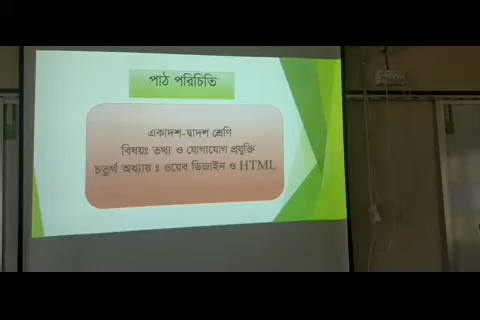 পাঠ পরিচিতি
একাদশ-দ্বাদশ শ্রেণি
বিষয়ঃ তথ্য ও যোগাযোগ প্রযুক্তি
চতুর্থ অধ্যায় ঃ ওয়েব ডিজাইন ও HTML